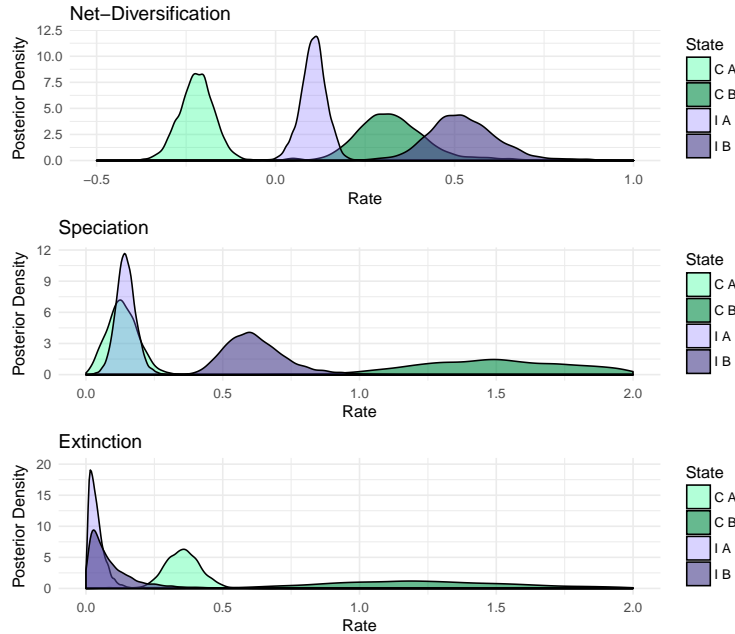 Net−Diversification
Posterior Density
12.5
10.0
7.5
5.0
2.5
0.0
−0.5
0.0
0.5
1.0
Rate
State
C A
C B
I A
I B
Speciation
Posterior Density
12
9
6
3
0
0.0
0.5
1.0
1.5
2.0
Rate
State
C A
C B
I A
I B
Extinction
Posterior Density
20
15
10
5
0
0.0
0.5
1.0
1.5
2.0
Rate
State
C A
C B
I A
I B